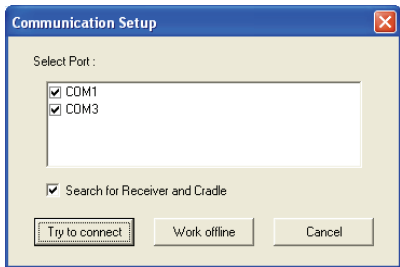 Communication Setup
Select Port :
COM1
COM3
Search for Receiver and Cradle
Try to connect Work offline Cancel